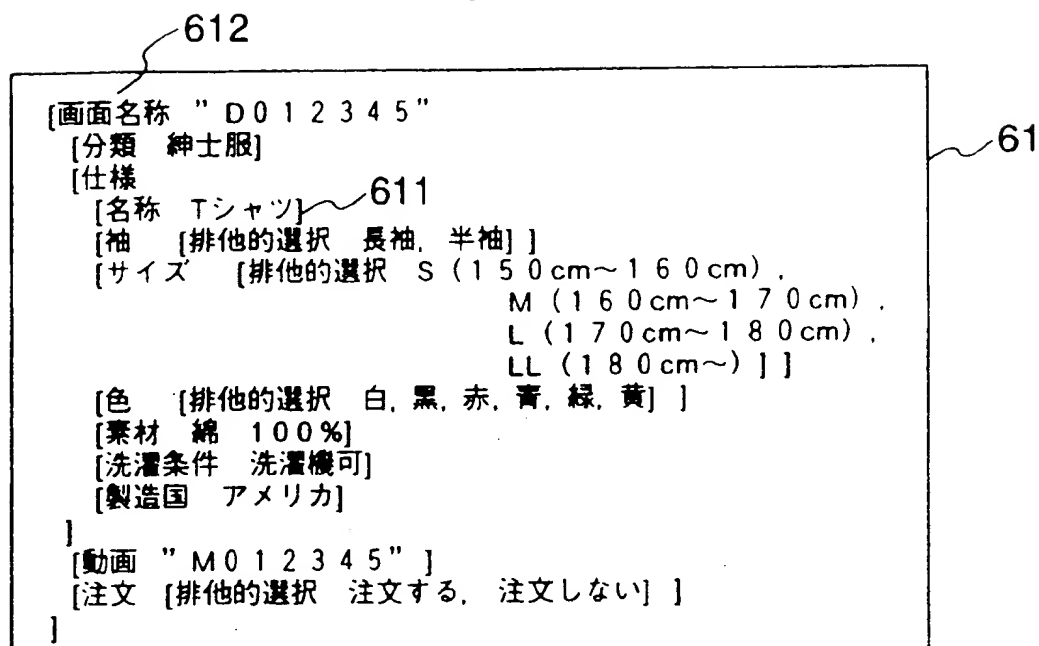 612
[画面名称 ”D012345”
[分類 紳士服]
61
[仕様
[名称 Tシャツ] 611
[袖 [排他的選択 長袖, 半袖] ]
[サイズ [排他的選択 S(150cm～160cm),
M(160cm～170cm),
L(170cm～180cm),
LL(180cm～) ] ]
[色 [排他的選択 白, 黒, 赤, 青, 緑, 黄] ]
[素材 綿 100%]
[洗濯条件 洗濯機可]
[製造国 アメリカ]
]
[動画 ”M012345” ]
[注文 [排他的選択 注文する, 注文しない] ]
]